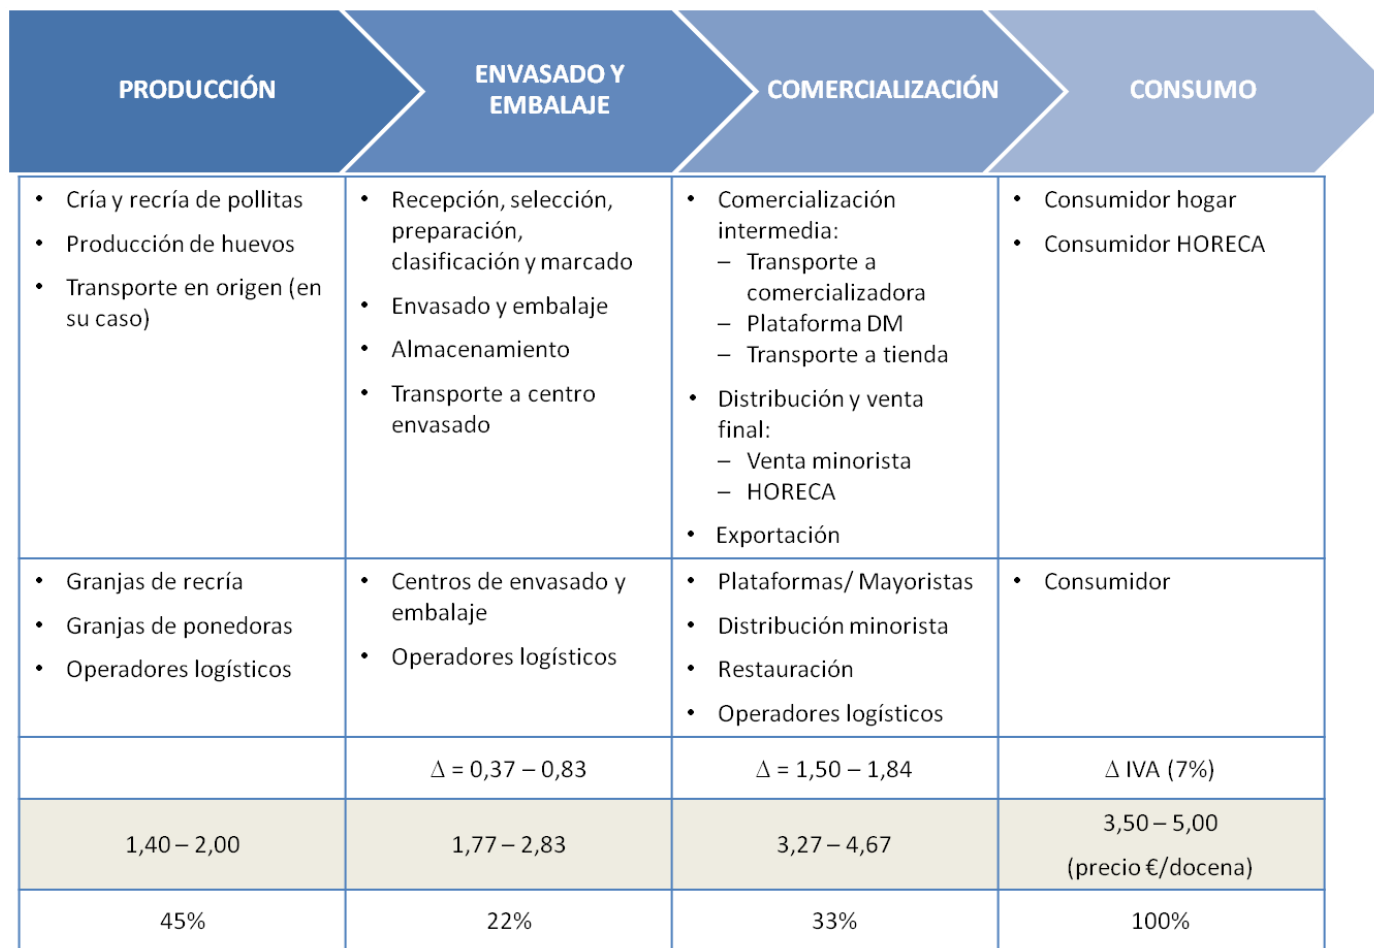 PRODUCCIÓN
ENVASADO Y
EMBALAJE
COMERCIALIZACIÓN
CONSUMO
• Cría y recría de pollitas
• Producción de huevos
• Transporte en origen (en
su caso)
• Recepción, selección,
preparación,
clasificación y marcado
• Envasado y embalaje
• Almacenamiento
• Transporte a centro
envasado
• Comercialización
intermedia:
– Transporte a
comercializadora
– Plataforma DM
– Transporte a tienda
• Distribución y venta
final:
– Venta minorista
– HORECA
• Exportación
• Consumidor hogar
• Consumidor HORECA
• Granjas de recría
• Granjas de ponedoras
• Operadores logísticos
• Centros de envasado y
embalaje
• Operadores logísticos
• Plataformas/ Mayoristas
• Distribución minorista
• Restauración
• Operadores logísticos
• Consumidor
Δ = 0,37 – 0,83
Δ = 1,50 – 1,84
Δ IVA (7%)
1,40 – 2,00
1,77 – 2,83
3,27 – 4,67
3,50 – 5,00
(precio €/docena)
45%
22%
33%
100%